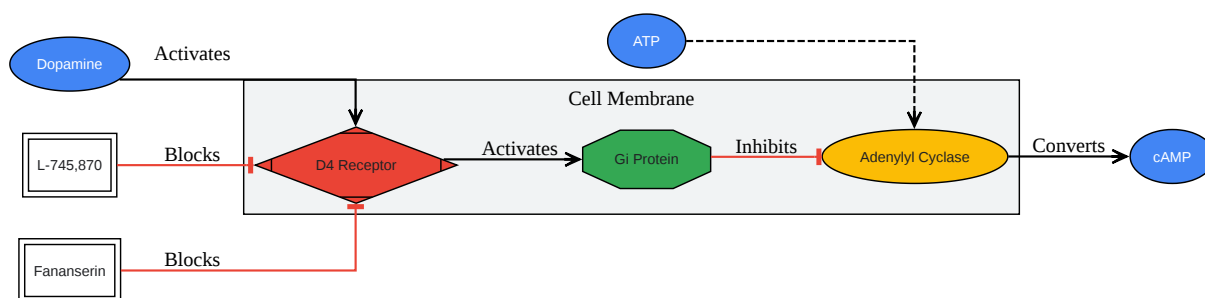 Dopamine
Activates
ATP
Cell Membrane
L-745,870
Blocks
D4 Receptor
Activates
Gi Protein
Inhibits
Adenylyl Cyclase
Converts
cAMP
Fananserin
Blocks